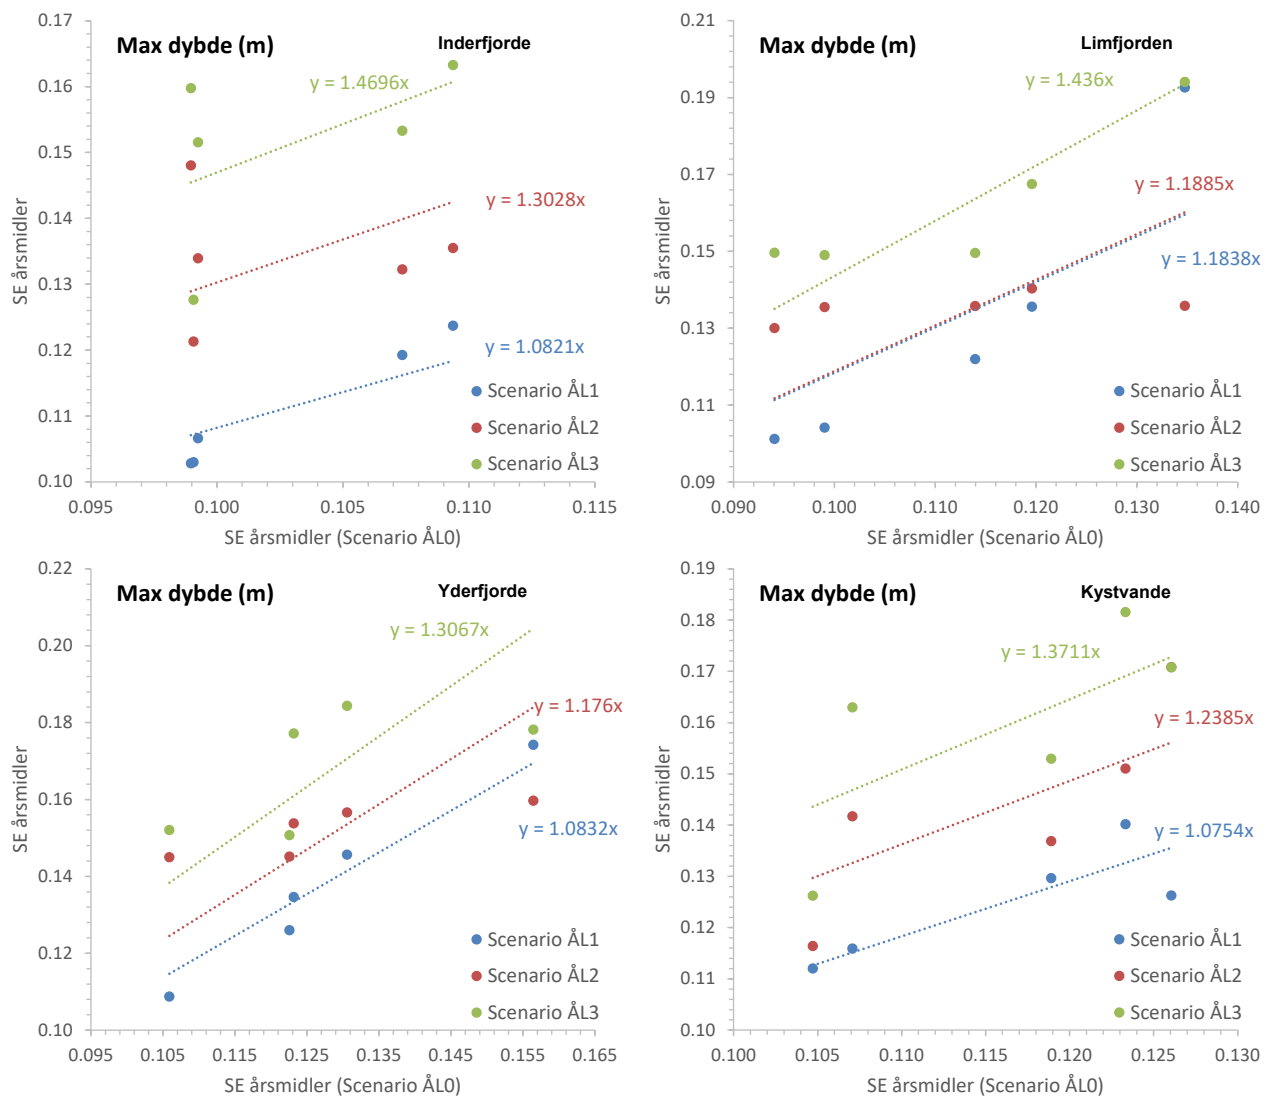 Max dybde (m)
Inderfjorde
SE årsmidler
0.17
0.16
0.15
0.14
0.13
0.12
0.11
0.10
y = 1.4696x
y = 1.3028x
y = 1.0821x
Scenario ÅL1
Scenario ÅL2
Scenario ÅL3
0.095 0.100 0.105 0.110 0.115
SE årsmidler (Scenario ÅL0)
Max dybde (m)
Limfjorden
SE årsmidler
0.21
0.19
0.17
0.15
0.13
0.11
0.09
y = 1.436x
y = 1.1885x
y = 1.1838x
Scenario ÅL1
Scenario ÅL2
Scenario ÅL3
0.090 0.100 0.110 0.120 0.130 0.140
SE årsmidler (Scenario ÅL0)
Max dybde (m)
Yderfjorde
SE årsmidler
0.22
0.20
0.18
0.16
0.14
0.12
0.10
y = 1.3067x
y = 1.176x
y = 1.0832x
Scenario ÅL1
Scenario ÅL2
Scenario ÅL3
0.095 0.105 0.115 0.125 0.135 0.145 0.155 0.165
SE årsmidler (Scenario ÅL0)
Max dybde (m)
Kystvande
SE årsmidler
0.19
0.18
0.17
0.16
0.15
0.14
0.13
0.12
0.11
0.10
y = 1.3711x
y = 1.2385x
y = 1.0754x
Scenario ÅL1
Scenario ÅL2
Scenario ÅL3
0.100 0.105 0.110 0.115 0.120 0.125 0.130
SE årsmidler (Scenario ÅL0)